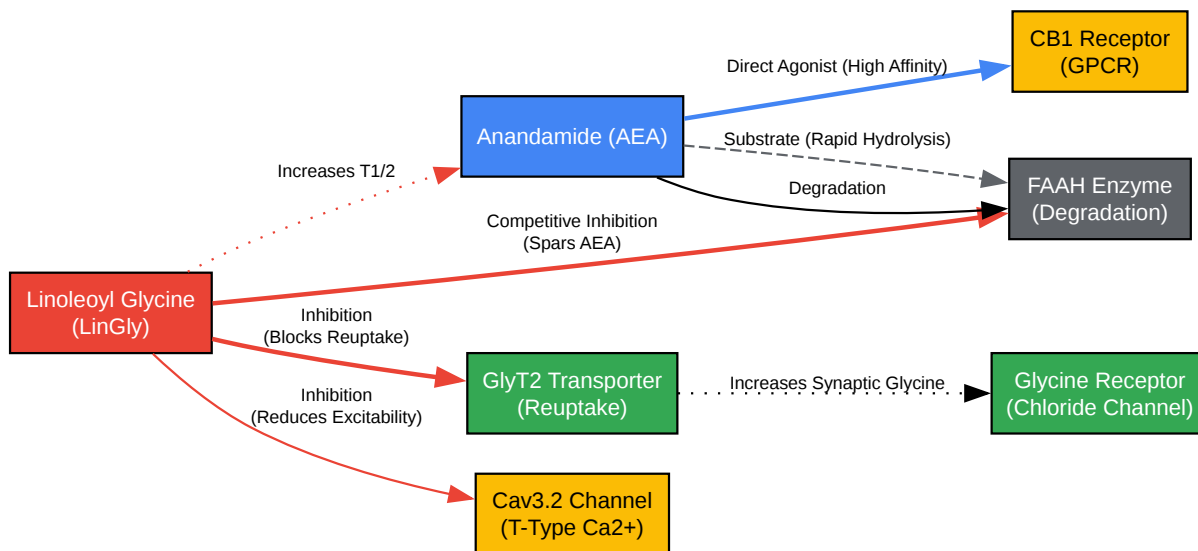 CB1 Receptor
(GPCR)
Direct Agonist (High Affinity)
Anandamide (AEA)
Substrate (Rapid Hydrolysis)
Increases T1/2
Degradation
FAAH Enzyme
(Degradation)
Competitive Inhibition
(Spars AEA)
Linoleoyl Glycine
(LinGly)
Inhibition
(Blocks Reuptake)
GlyT2 Transporter
(Reuptake)
Increases Synaptic Glycine
Glycine Receptor
(Chloride Channel)
Inhibition
(Reduces Excitability)
Cav3.2 Channel
(T-Type Ca2+)